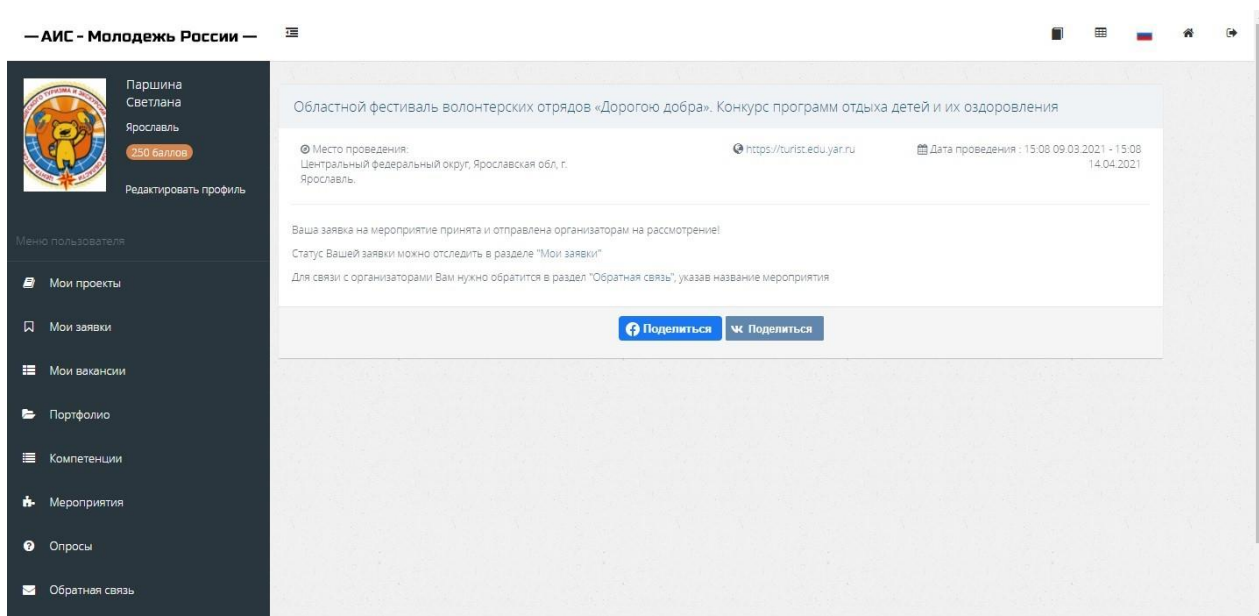 — АИС - Молодежь России —
Паршина
Светлана
Ярославль
250 баллов
Редактировать профиль
Меню пользователя
Мои проекты
Мои заявки
Мои вакансии
Портфолио
Компетенции
Мероприятия
Опросы
Обратная связь
Областной фестиваль волонтерских отрядов «Дорогою добра». Конкурс программ отдыха детей и их оздоровления
Место проведения:
Центральный федеральный округ, Ярославская обл, г.
Ярославль.
https://turist.edu.yar.ru
Дата проведения : 15:08 09.03.2021 - 15:08
14.04.2021
Ваша заявка на мероприятие принята и отправлена организаторам на рассмотрение!
Статус Вашей заявки можно отследить в разделе "Мои заявки"
Для связи с организаторами Вам нужно обратится в раздел "Обратная связь", указав название мероприятия
Поделиться
Поделиться